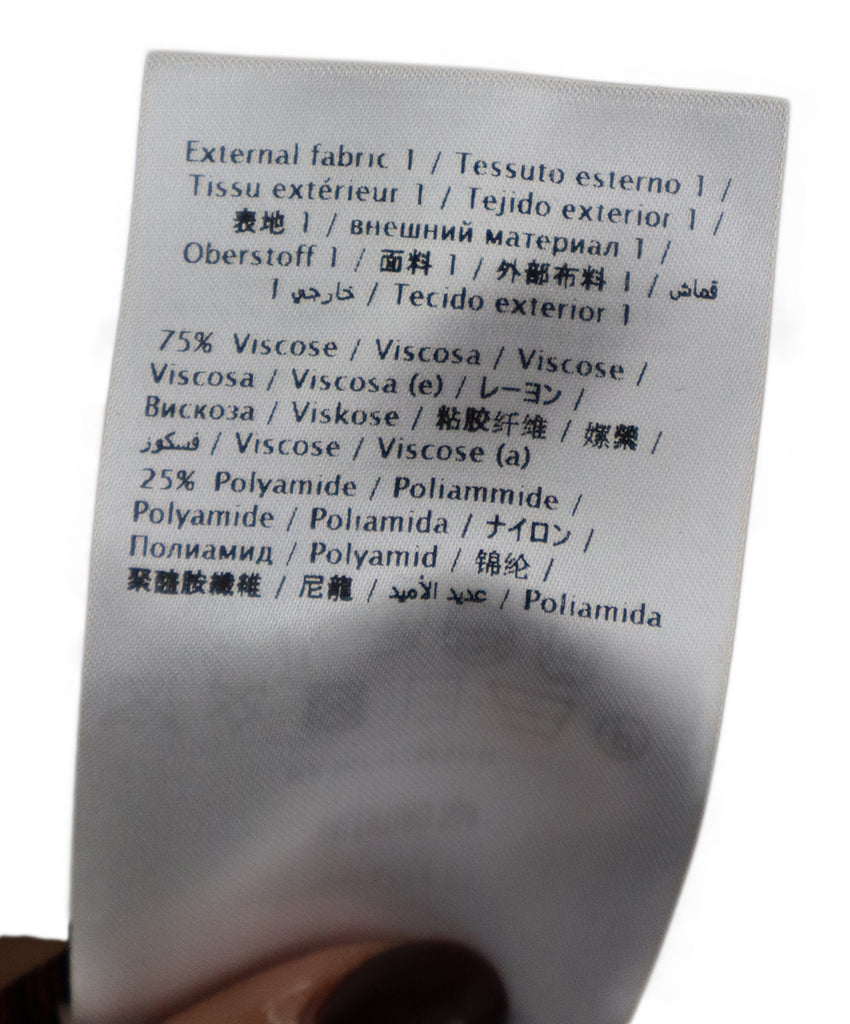 External fabric 1 / Tessuto esterno 1 /
Tissu extérieur 1 / Tejido exterior 1 /
表地 1 / внешний материал 1 /
Oberstoff 1 / 面料 1 / 外部布料 1 / قماش
خارجي 1 / Tecido exterior 1
75% Viscose / Viscosa / Viscose /
Viscosa / Viscosa (e) / レーヨン /
Вискоза / Viskose / 粘胶纤维 / 嫘縈 /
فسكوز / Viscose / Viscose (a)
25% Polyamide / Poliammide /
Polyamide / Poliamida / ナイロン /
Полиамид / Polyamid / 锦纶 /
聚醯胺纖維 / 尼龍 / عديد الأميد / Poliamida